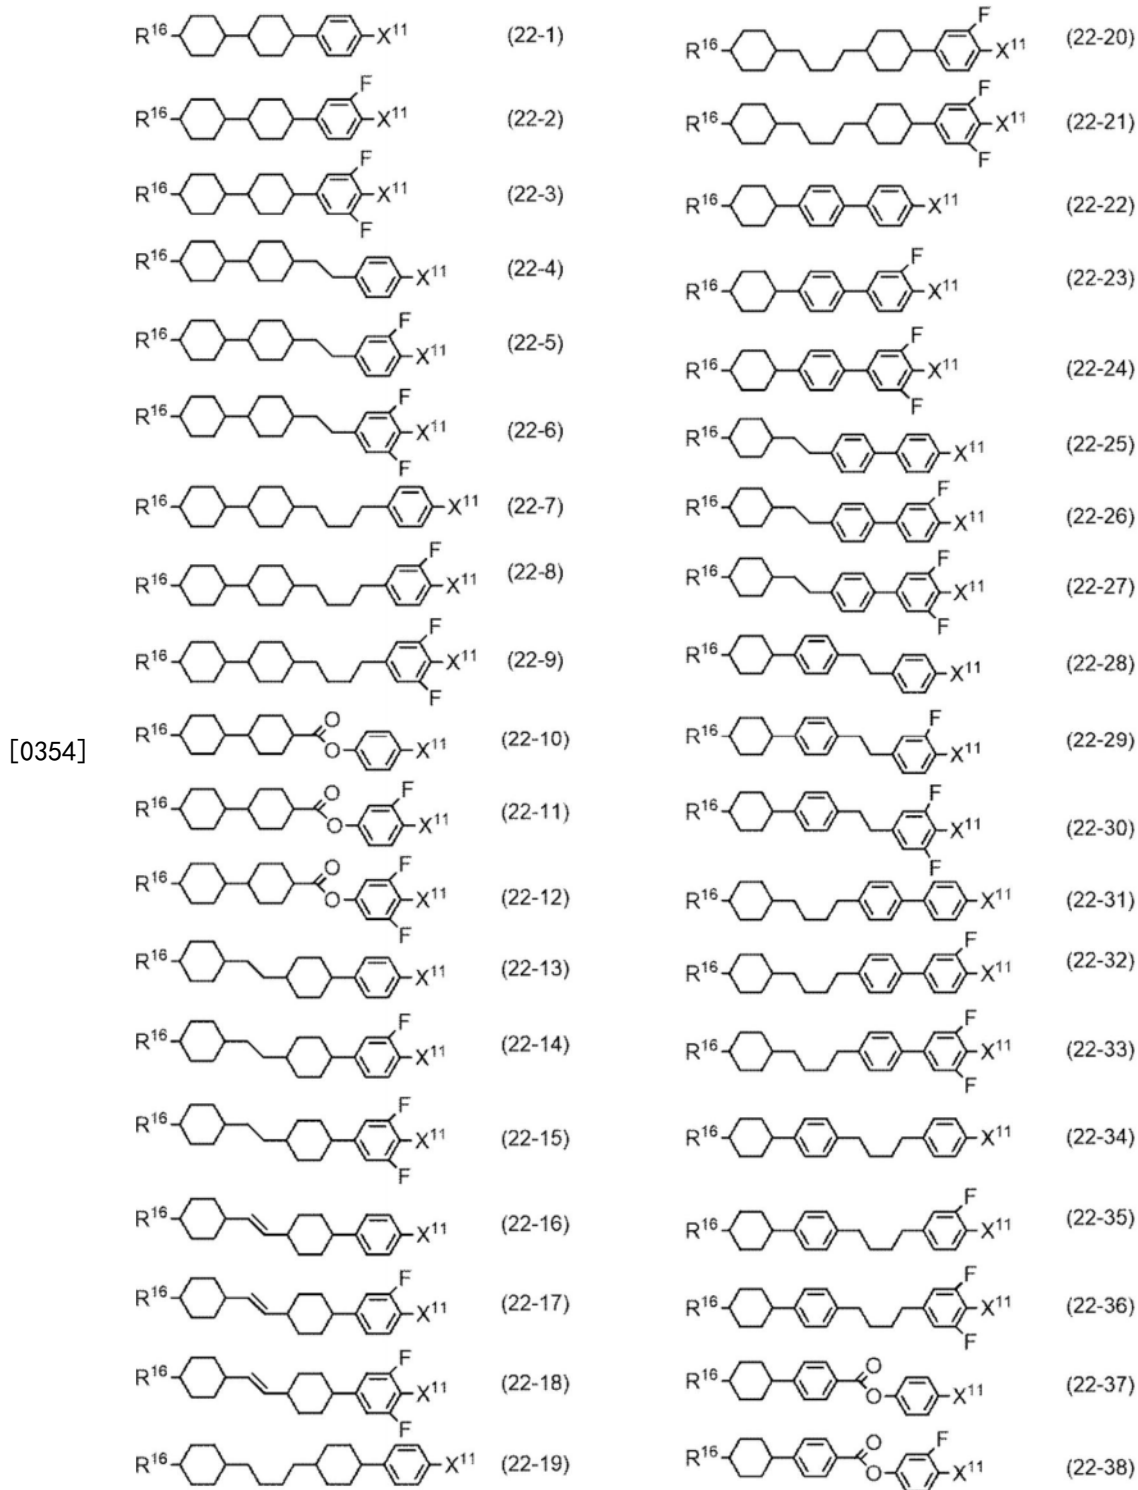 R¹⁶ X¹¹ (22-1)
F
R¹⁶ X¹¹ (22-2)
F
R¹⁶ X¹¹ (22-3)
F
R¹⁶ X¹¹ (22-4)
F
R¹⁶ X¹¹ (22-5)
F
R¹⁶ X¹¹ (22-6)
F
R¹⁶ X¹¹ (22-7)
F
R¹⁶ X¹¹ (22-8)
F
R¹⁶ X¹¹ (22-9)
F
[0354]
O
R¹⁶ O X¹¹ (22-10)
O F
R¹⁶ O X¹¹ (22-11)
O F
R¹⁶ O X¹¹ (22-12)
F
R¹⁶ X¹¹ (22-13)
F
R¹⁶ X¹¹ (22-14)
F
R¹⁶ X¹¹ (22-15)
F
R¹⁶ X¹¹ (22-16)
F
R¹⁶ X¹¹ (22-17)
F
R¹⁶ X¹¹ (22-18)
F
R¹⁶ X¹¹ (22-19)
F
R¹⁶ X¹¹ (22-20)
F
R¹⁶ X¹¹ (22-21)
F
R¹⁶ X¹¹ (22-22)
F
R¹⁶ X¹¹ (22-23)
F
R¹⁶ X¹¹ (22-24)
F
R¹⁶ X¹¹ (22-25)
F
R¹⁶ X¹¹ (22-26)
F
R¹⁶ X¹¹ (22-27)
F
R¹⁶ X¹¹ (22-28)
F
R¹⁶ X¹¹ (22-29)
F
R¹⁶ X¹¹ (22-30)
F
R¹⁶ X¹¹ (22-31)
F
R¹⁶ X¹¹ (22-32)
F
R¹⁶ X¹¹ (22-33)
F
R¹⁶ X¹¹ (22-34)
F
R¹⁶ X¹¹ (22-35)
F
R¹⁶ X¹¹ (22-36)
F
O
R¹⁶ O X¹¹ (22-37)
O F
R¹⁶ O X¹¹ (22-38)